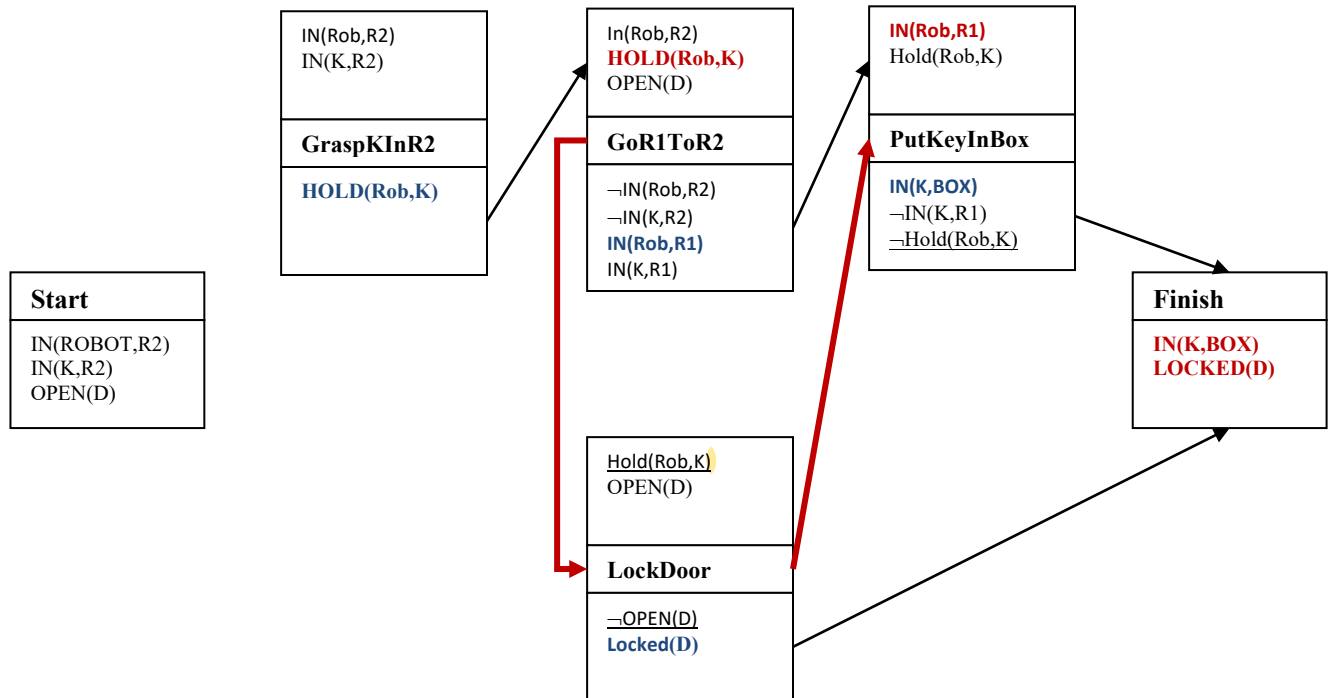 IN(Rob,R2)
IN(K,R2)
GraspKInR2
HOLD(Rob,K)
In(Rob,R2)
HOLD(Rob,K)
OPEN(D)
GoR1ToR2
¬IN(Rob,R2)
¬IN(K,R2)
IN(Rob,R1)
IN(K,R1)
IN(Rob,R1)
Hold(Rob,K)
PutKeyInBox
IN(K,BOX)
¬IN(K,R1)
¬Hold(Rob,K)
Start
IN(ROBOT,R2)
IN(K,R2)
OPEN(D)
Finish
IN(K,BOX)
LOCKED(D)
Hold(Rob,K)
OPEN(D)
LockDoor
¬OPEN(D)
Locked(D)